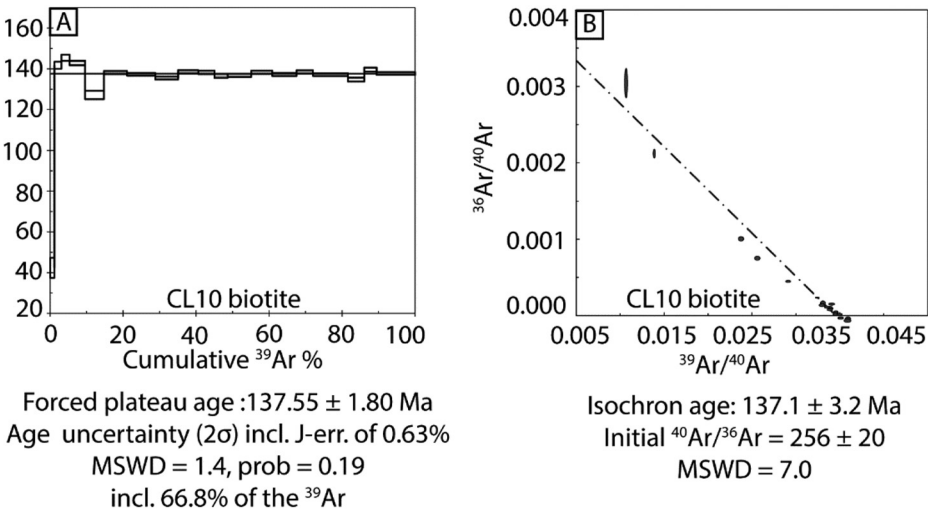 A
160
140
120
100
80
60
40
20
0 20 40 60 80 100
CL10 biotite
Cumulative ³⁹Ar %
Forced plateau age :137.55 ± 1.80 Ma
Age uncertainty (2σ) incl. J-err. of 0.63%
MSWD = 1.4, prob = 0.19
incl. 66.8% of the ³⁹Ar
B
0.004
0.003
0.002
0.001
0.000
³⁶Ar/⁴⁰Ar
CL10 biotite
0.005 0.015 0.025 0.035 0.045
³⁹Ar/⁴⁰Ar
Isochron age: 137.1 ± 3.2 Ma
Initial ⁴⁰Ar/³⁶Ar = 256 ± 20
MSWD = 7.0